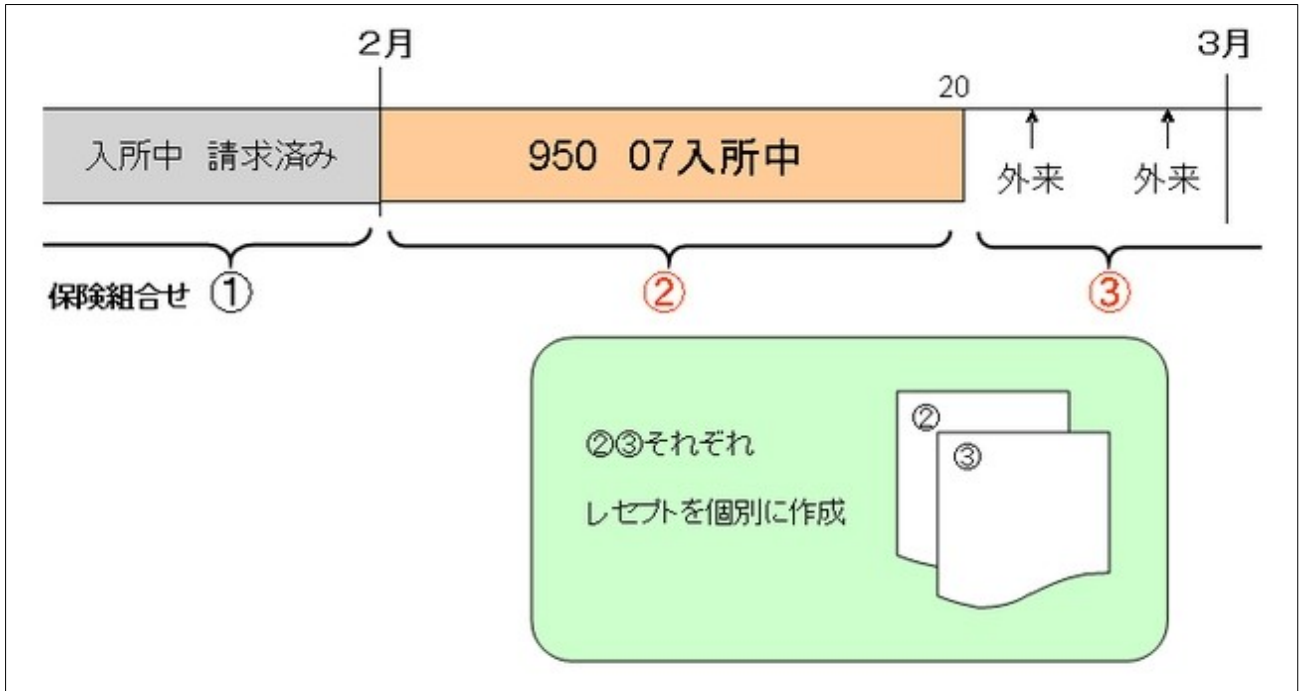 2月
3月
20
入所中 請求済み
950 07入所中
外来
外来
保険組合せ ①
②
③
②③それぞれ
レセプトを個別に作成
②
③